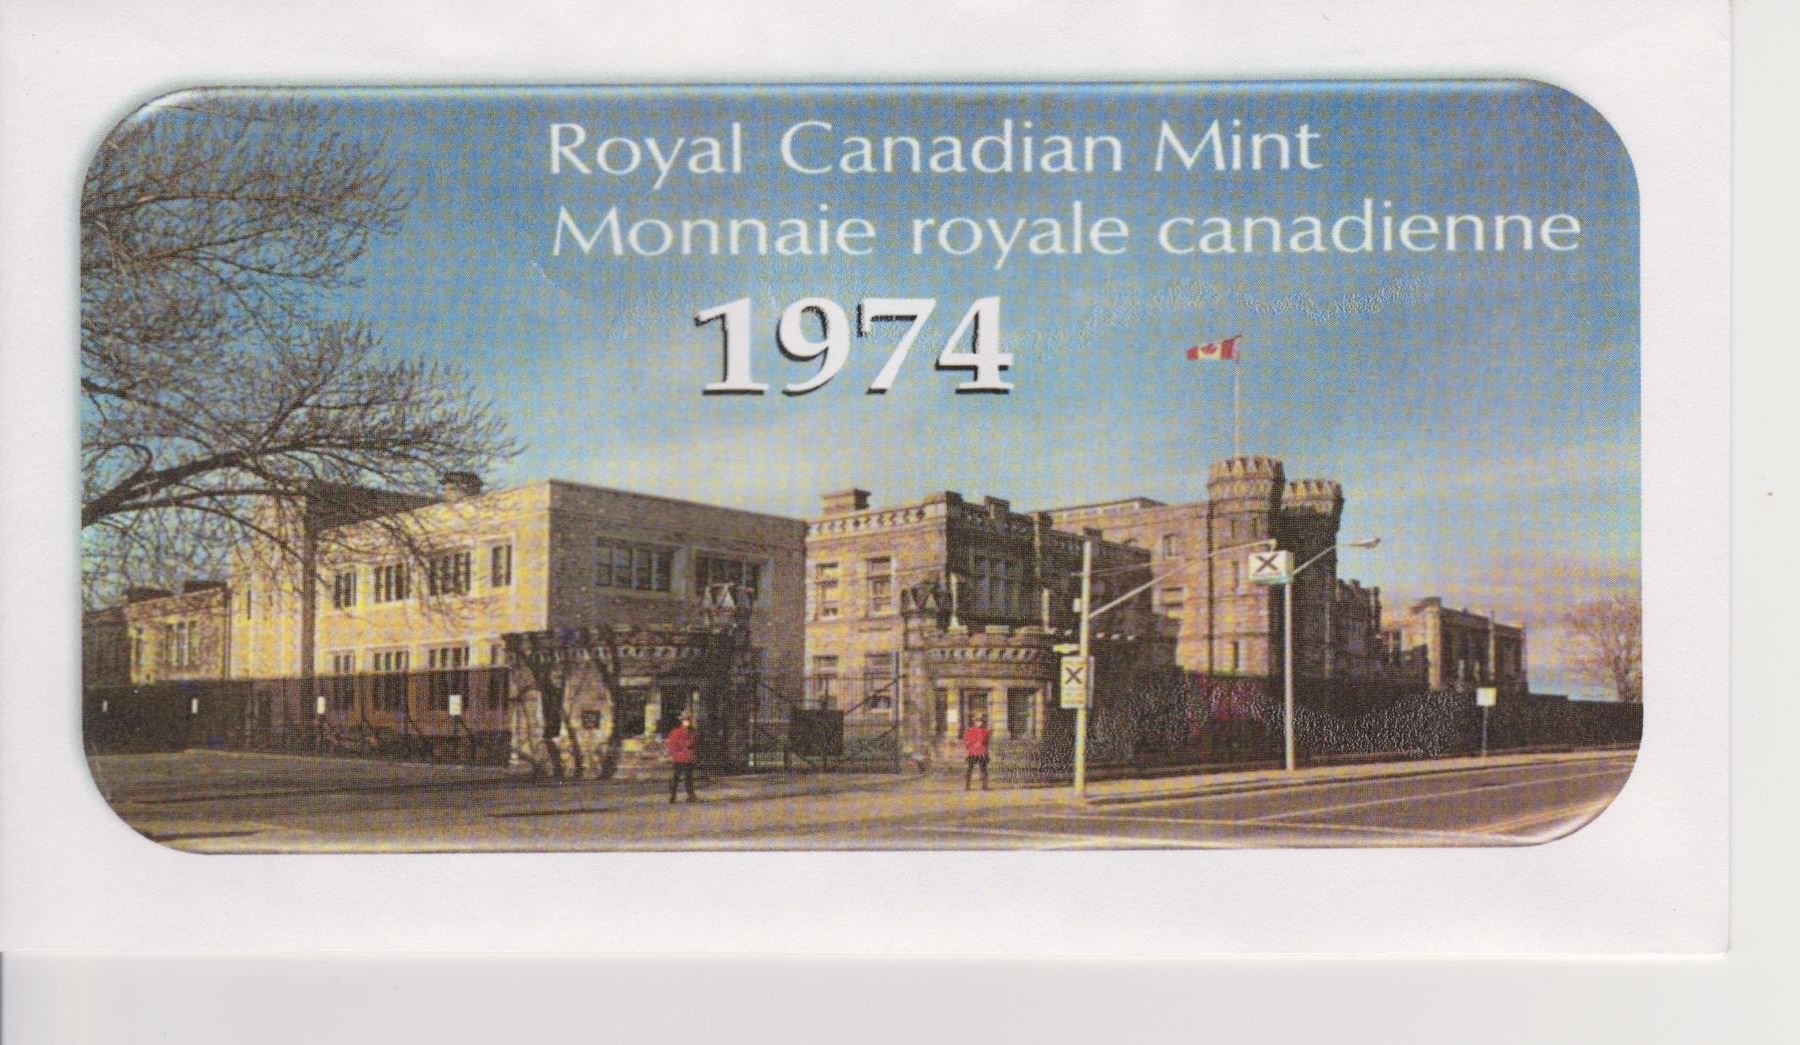 Royal Canadian Mint
Monnaie royale canadienne
1974
X
X